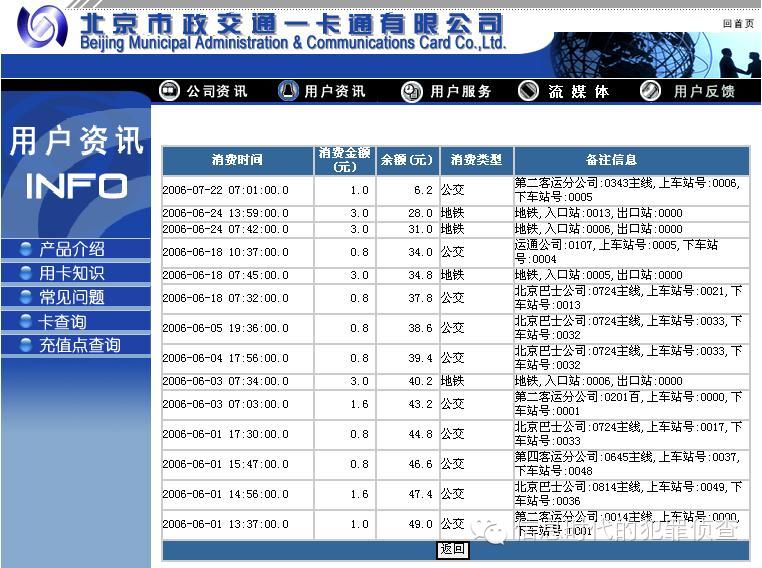 北京市政交通一卡通有限公司
Beijing Municipal Administration & Communications Card Co.,Ltd.
回首页
公司资讯 用户资讯 用户服务 流媒体 用户反馈
用户资讯
INFO
产品介绍
用卡知识
常见问题
卡查询
充值点查询
消费时间 消费金额(元) 余额(元) 消费类型 备注信息
2006-07-22 07:01:00.0 1.0 6.2 公交 第二客运分公司:0343主线,上车站号:0006,
下车站号:0005
2006-06-24 13:59:00.0 3.0 28.0 地铁 地铁,入口站:0013,出口站:0000
2006-06-24 07:42:00.0 3.0 31.0 地铁 地铁,入口站:0006,出口站:0000
2006-06-18 10:37:00.0 0.8 34.0 公交 运通公司:0107,上车站号:0005,下车站
号:0004
2006-06-18 07:45:00.0 3.0 34.8 地铁 地铁,入口站:0005,出口站:0000
2006-06-18 07:32:00.0 0.8 37.8 公交 北京巴士公司:0724主线,上车站号:0021,下
车站号:0013
2006-06-05 19:36:00.0 0.8 38.6 公交 北京巴士公司:0724主线,上车站号:0033,下
车站号:0032
2006-06-04 17:56:00.0 0.8 39.4 公交 北京巴士公司:0724主线,上车站号:0033,下
车站号:0032
2006-06-03 07:34:00.0 3.0 40.2 地铁 地铁,入口站:0006,出口站:0000
2006-06-03 07:03:00.0 1.6 43.2 公交 第二客运分公司:0201百,上车站号:0000,下
车站号:0001
2006-06-01 17:30:00.0 0.8 44.8 公交 北京巴士公司:0724主线,上车站号:0017,下
车站号:0033
2006-06-01 15:47:00.0 0.8 46.6 公交 第四客运分公司:0645主线,上车站号:0037,
下车站号:0048
2006-06-01 14:56:00.0 1.6 47.4 公交 北京巴士公司:0814主线,上车站号:0049,下
车站号:0036
2006-06-01 13:37:00.0 1.0 49.0 公交 第二客运分公司:0014主线,上车站号:0000,
下车站号:0001
信息时代的犯罪侦查
返回